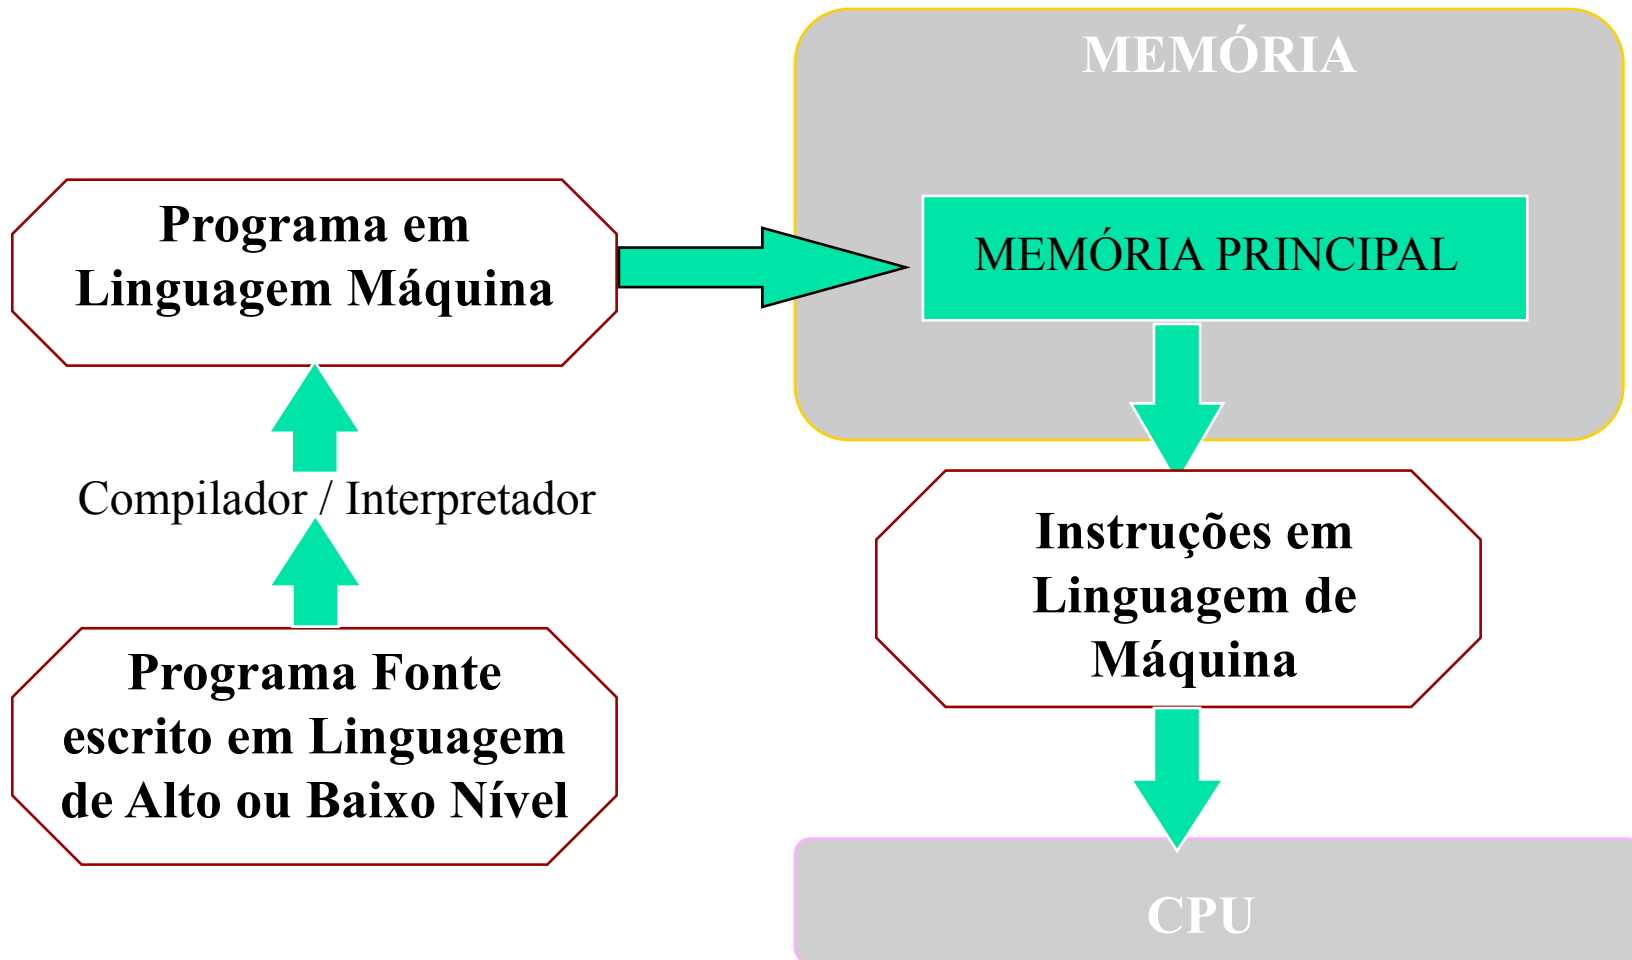 MEMÓRIA
Programa em
Linguagem Máquina
MEMÓRIA PRINCIPAL
Compilador / Interpretador
Instruções em
Linguagem de
Máquina
Programa Fonte
escrito em Linguagem
de Alto ou Baixo Nível
CPU